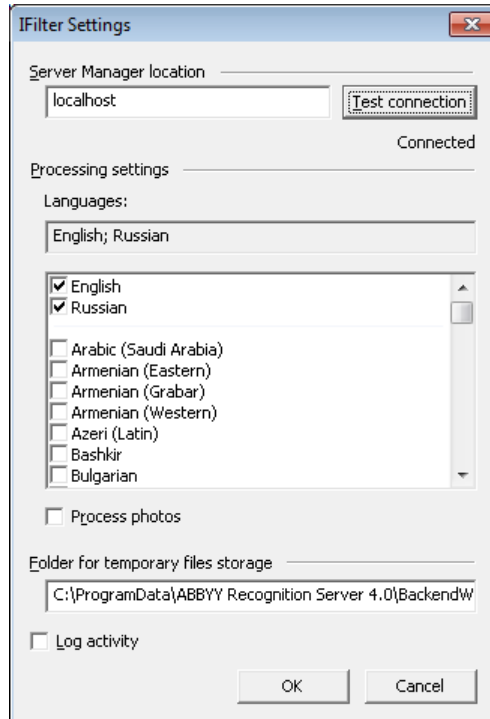 IFilter Settings
Server Manager location
localhost
Test connection
Connected
Processing settings
Languages:
English; Russian
English
Russian
Arabic (Saudi Arabia)
Armenian (Eastern)
Armenian (Grabar)
Armenian (Western)
Azeri (Latin)
Bashkir
Bulgarian
Process photos
Folder for temporary files storage
C:\ProgramData\ABBYY Recognition Server 4.0\BackendW
Log activity
OK Cancel